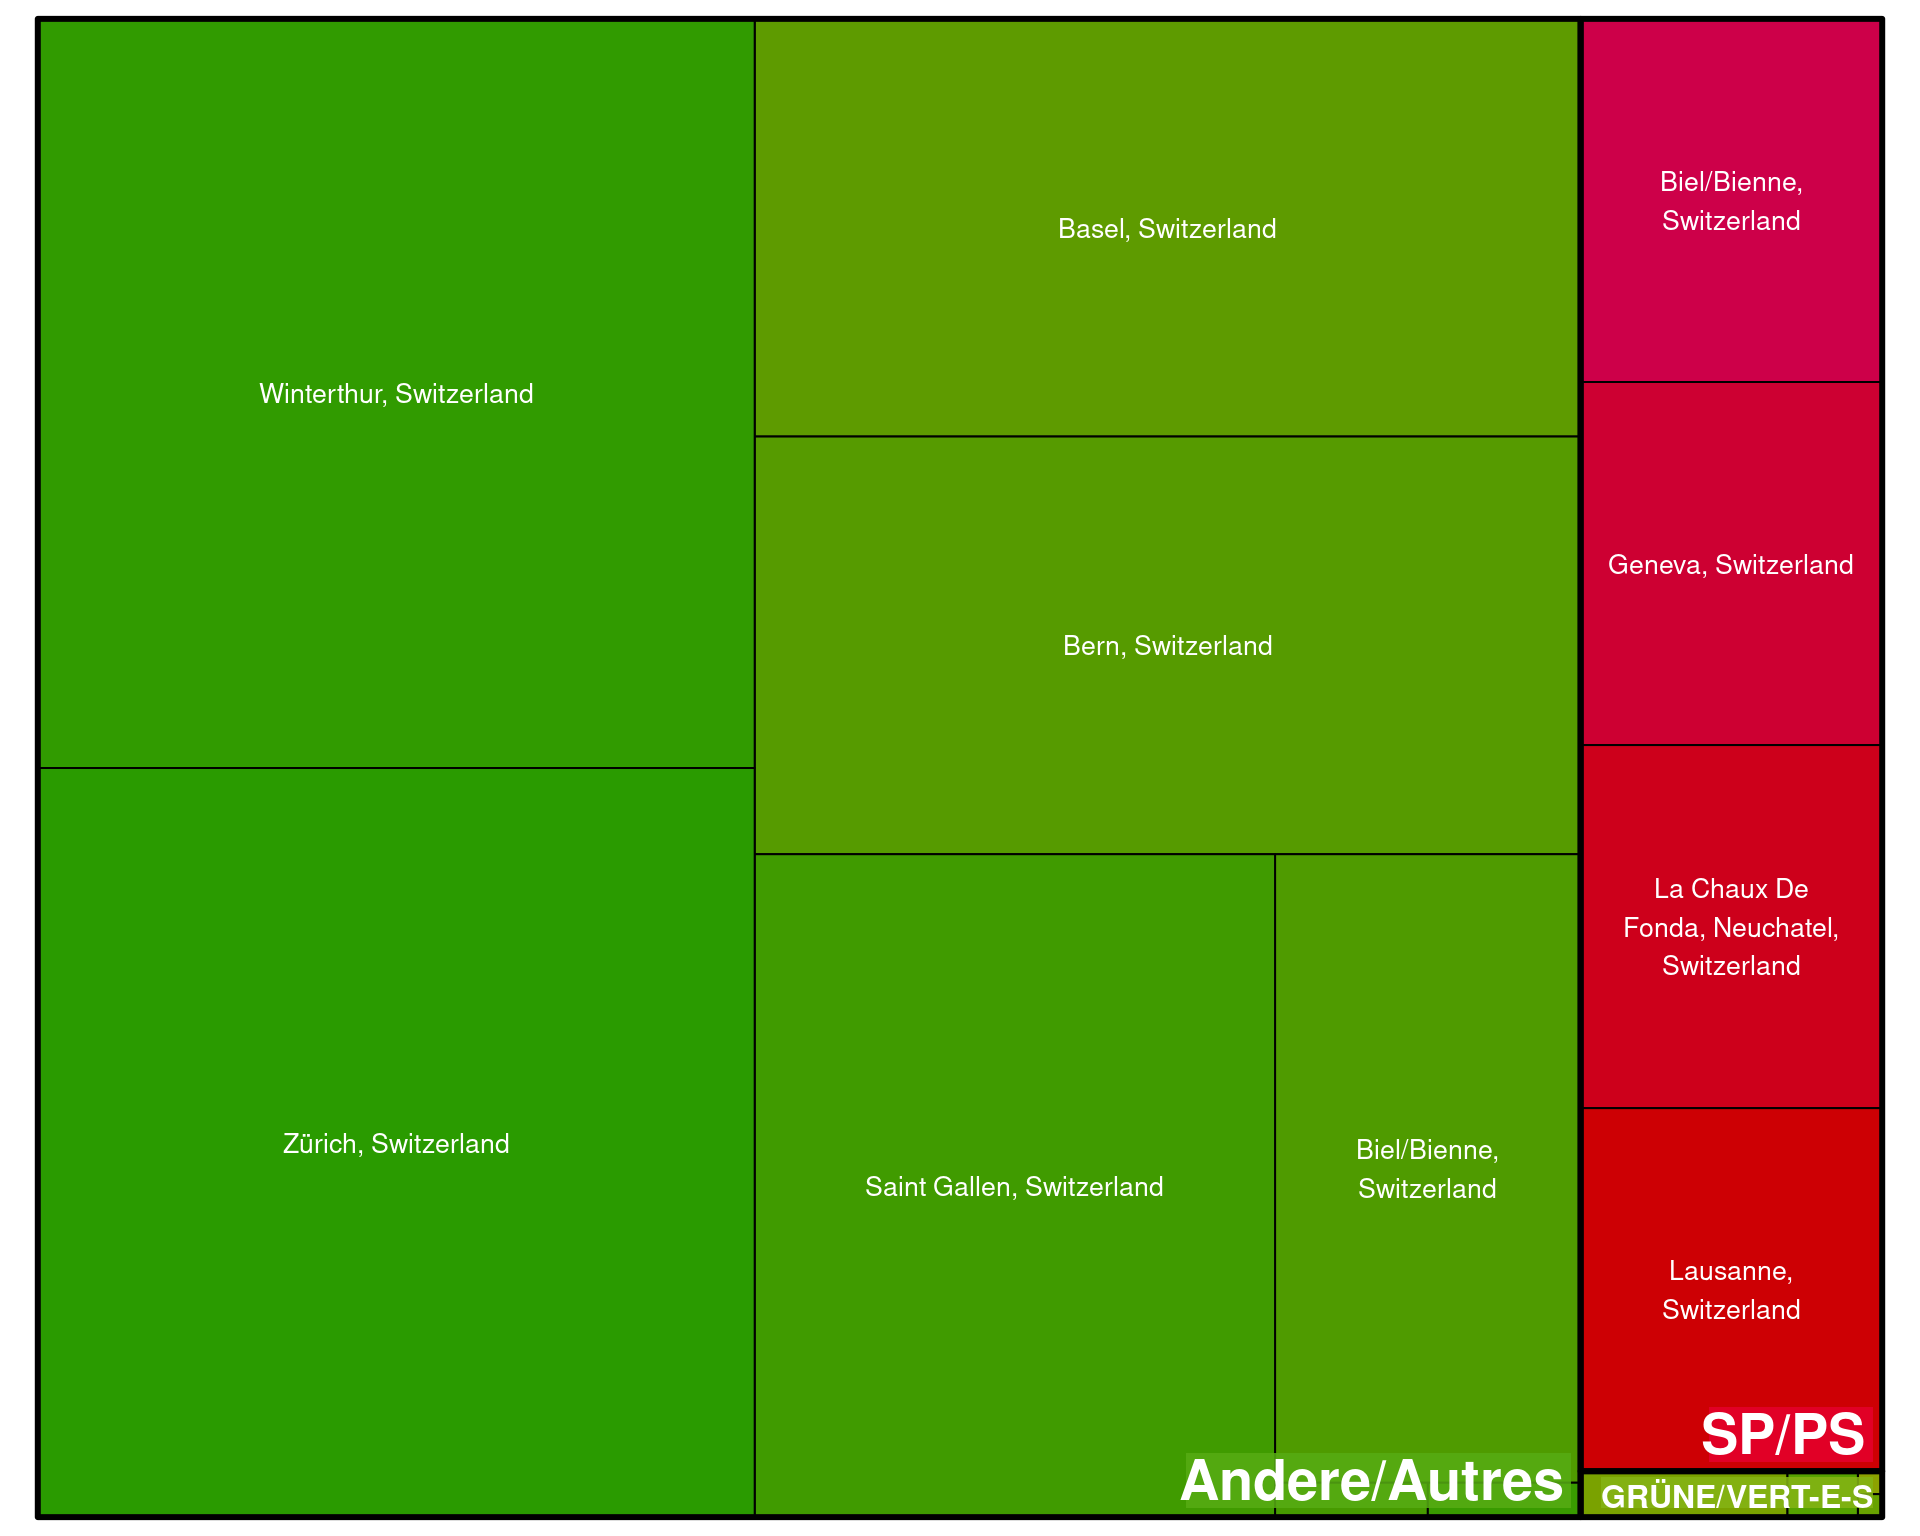 Winterthur, Switzerland
Zürich, Switzerland
Basel, Switzerland
Bern, Switzerland
Saint Gallen, Switzerland
Biel/Bienne,
Switzerland
Andere/Autres
Biel/Bienne,
Switzerland
Geneva, Switzerland
La Chaux De
Fonda, Neuchatel,
Switzerland
Lausanne,
Switzerland
SP/PS
GRÜNE/VERT-E-S